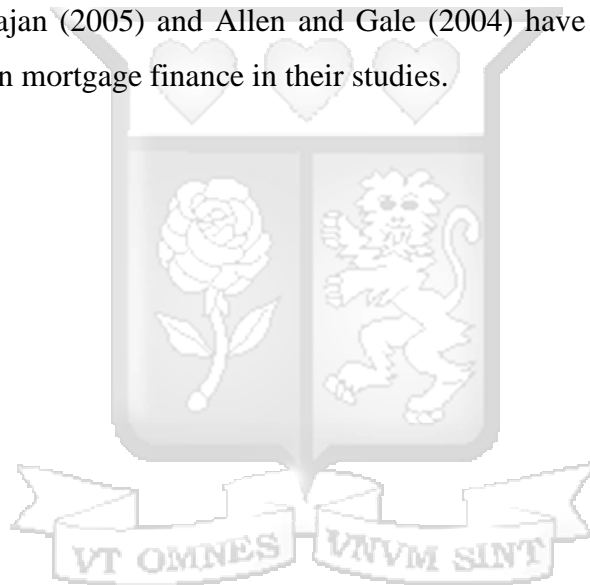 ajan (2005) and Allen and Gale (2004) have
n mortgage finance in their studies.
VT OMNES VNVM SINT